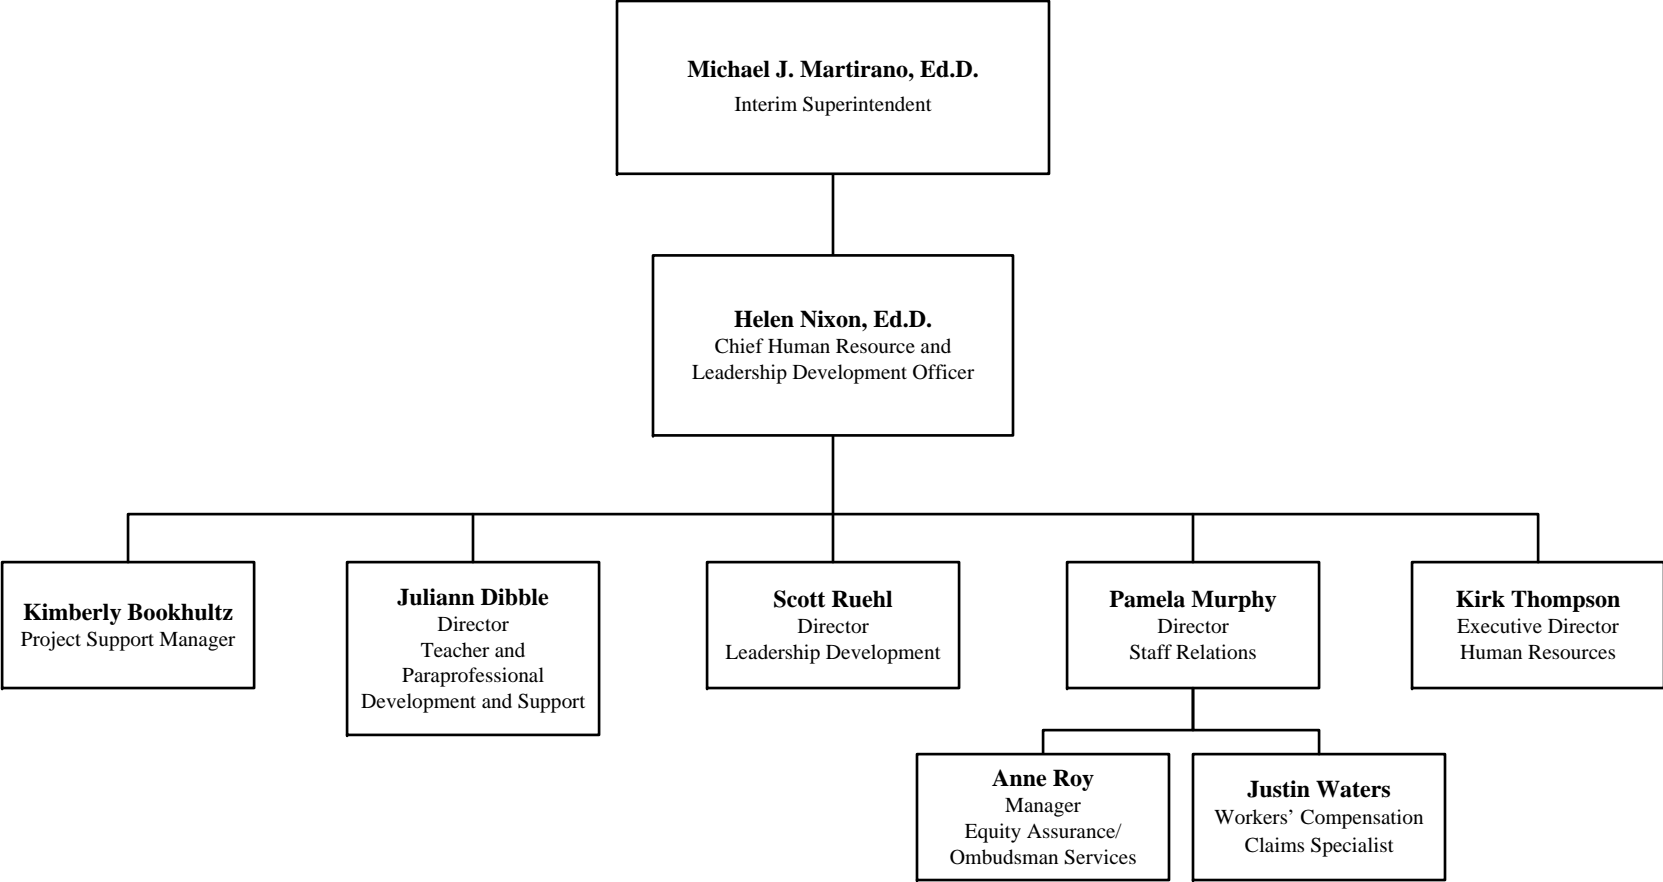 Michael J. Martirano, Ed.D.
Interim Superintendent
Helen Nixon, Ed.D.
Chief Human Resource and
Leadership Development Officer
Kimberly Bookhultz
Project Support Manager
Juliann Dibble
Director
Teacher and
Paraprofessional
Development and Support
Scott Ruehl
Director
Leadership Development
Pamela Murphy
Director
Staff Relations
Kirk Thompson
Executive Director
Human Resources
Anne Roy
Manager
Equity Assurance/
Ombudsman Services
Justin Waters
Workers’ Compensation
Claims Specialist